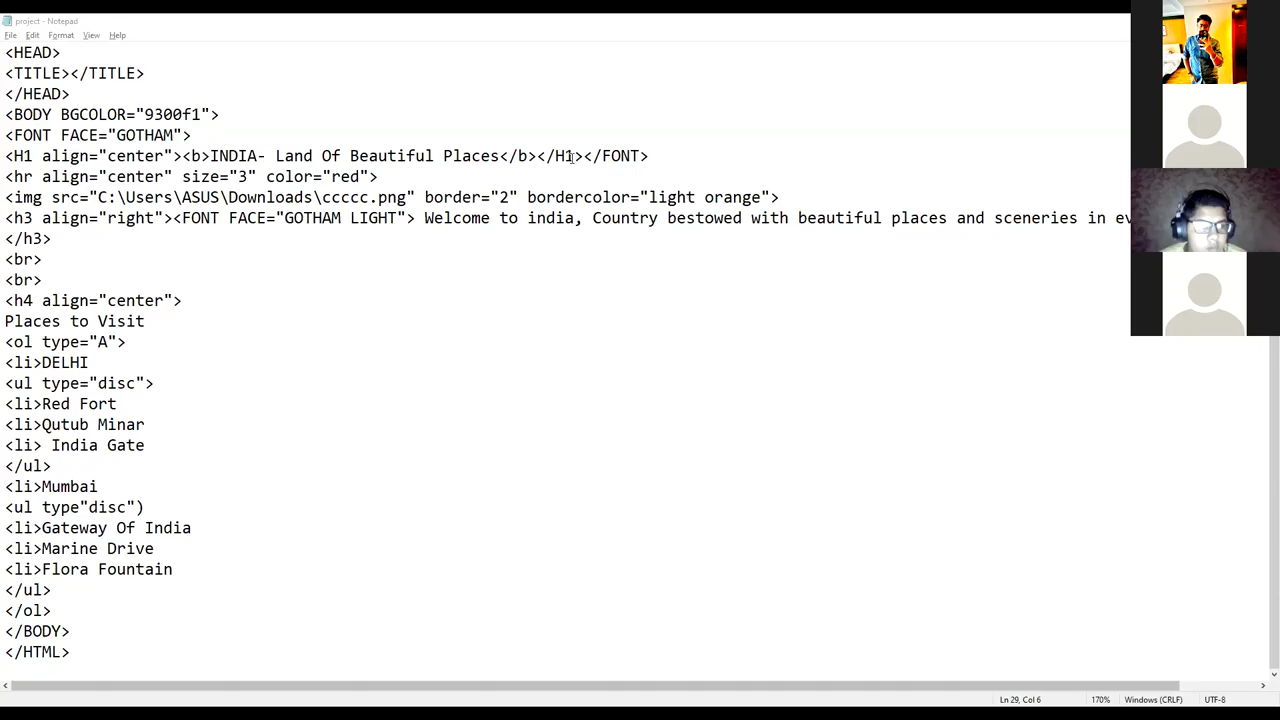 project - Notepad
File Edit Format View Help
<HEAD>
<TITLE></TITLE>
</HEAD>
<BODY BGCOLOR="9300f1">
<FONT FACE="GOTHAM">
<H1 align="center"><b>INDIA- Land Of Beautiful Places</b></H1></FONT>
<hr align="center" size="3" color="red">
<img src="C:\Users\ASUS\Downloads\ccccc.png" border="2" bordercolor="light orange">
<h3 align="right"><FONT FACE="GOTHAM LIGHT"> Welcome to india, Country bestowed with beautiful places and sceneries in ev
</h3>
<br>
<br>
<h4 align="center">
Places to Visit
<ol type="A">
<li>DELHI
<ul type="disc">
<li>Red Fort
<li>Qutub Minar
<li> India Gate
</ul>
<li>Mumbai
<ul type"disc")
<li>Gateway Of India
<li>Marine Drive
<li>Flora Fountain
</ul>
</ol>
</BODY>
</HTML>
Ln 29, Col 6 170% Windows (CRLF) UTF-8